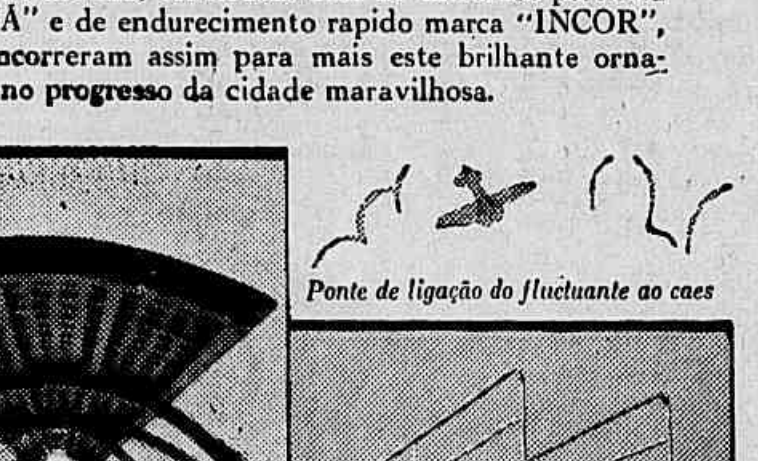 A" e de endurecimento rapido marca "INCOR",
ncorreram assim para mais este brilhante orna-
no progresso da cidade maravilhosa.
Ponte de ligação do fluctuante ao caes